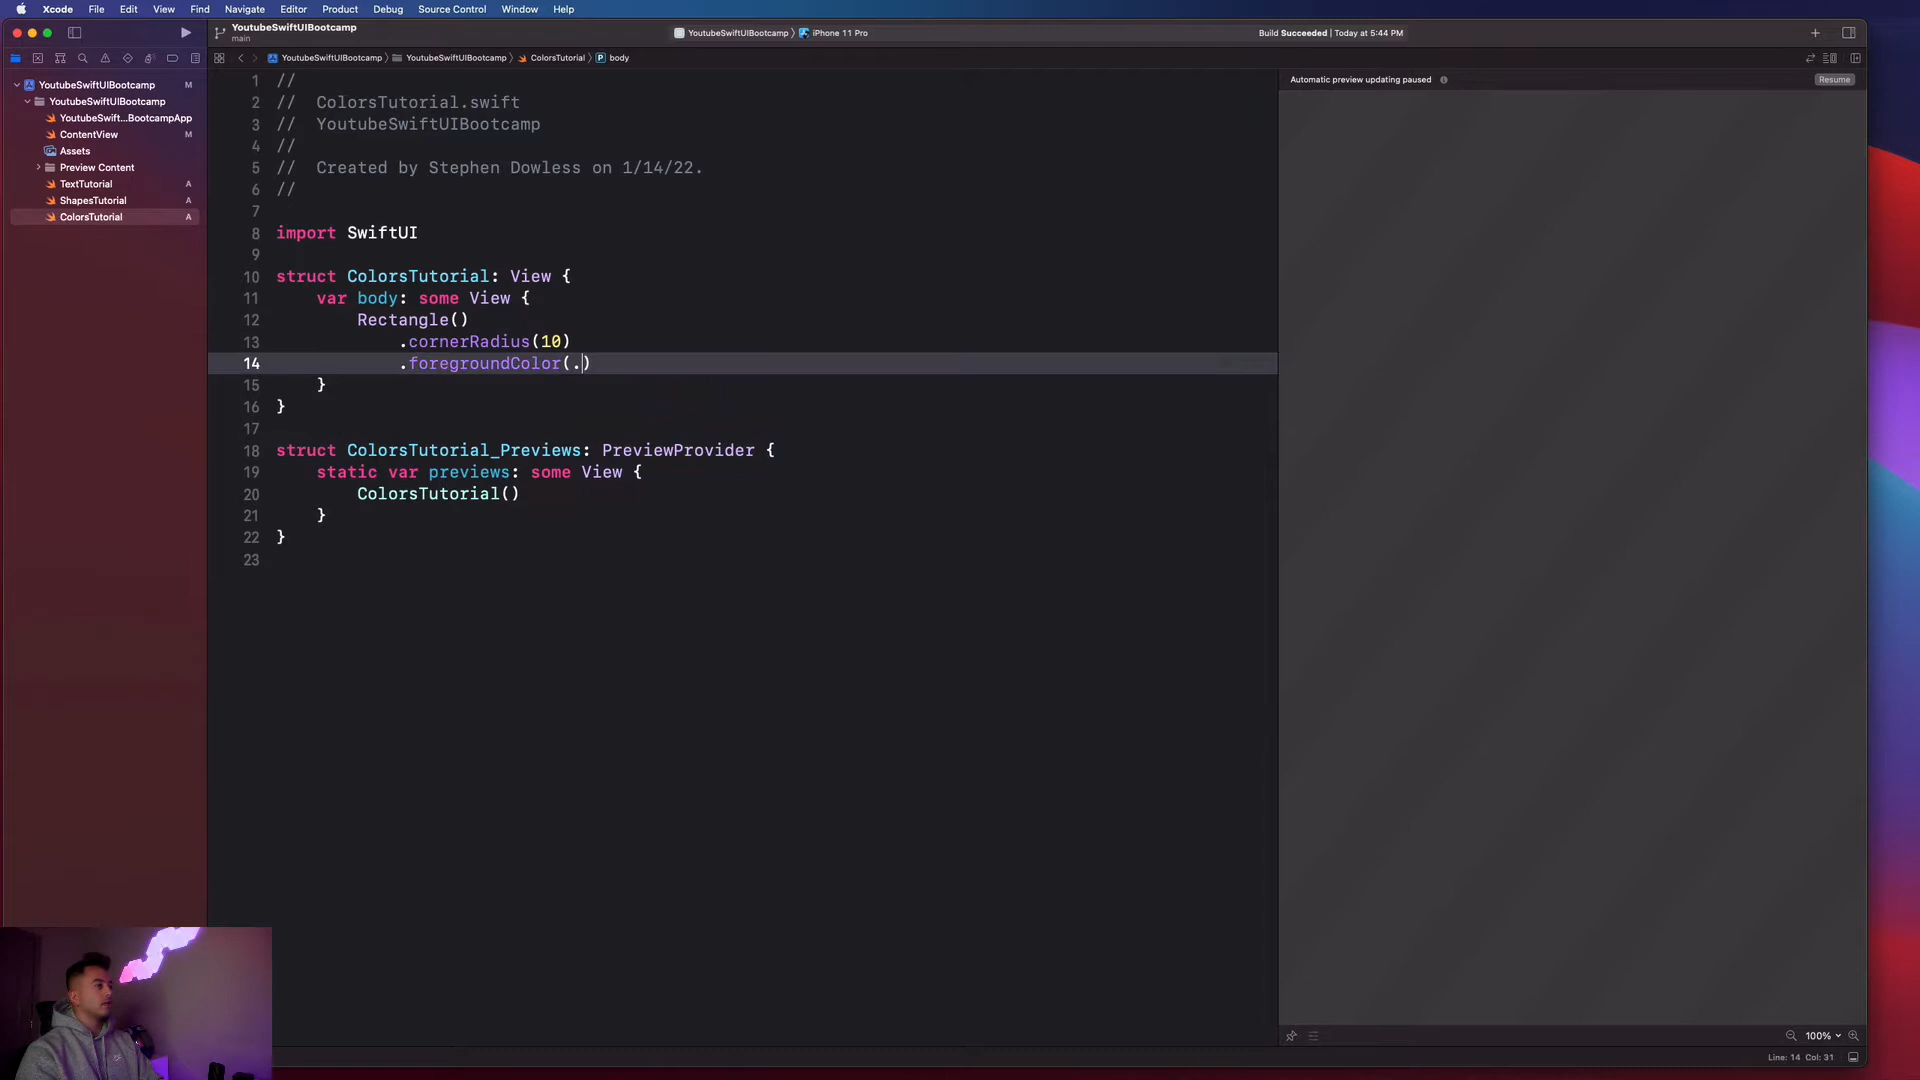 Xcode File Edit View Find Navigate Editor Product Debug Source Control Window Help
YoutubeSwiftUIBootcamp
main
YoutubeSwiftUIBootcamp iPhone 11 Pro
Build Succeeded | Today at 5:44 PM
YoutubeSwiftUIBootcamp YoutubeSwiftUIBootcamp ColorsTutorial body
Automatic preview updating paused
Resume
YoutubeSwiftUIBootcamp M
YoutubeSwiftUIBootcamp
YoutubeSwift...BootcampApp
ContentView M
Assets
Preview Content
TextTutorial A
ShapesTutorial A
ColorsTutorial A
1 //
2 // ColorsTutorial.swift
3 // YoutubeSwiftUIBootcamp
4 //
5 // Created by Stephen Dowless on 1/14/22.
6 //
7
8 import SwiftUI
9
10 struct ColorsTutorial: View {
11 var body: some View {
12 Rectangle()
13 .cornerRadius(10)
14 .foregroundColor(.)
15 }
16 }
17
18 struct ColorsTutorial_Previews: PreviewProvider {
19 static var previews: some View {
20 ColorsTutorial()
21 }
22 }
23
100%
Line: 14 Col: 31